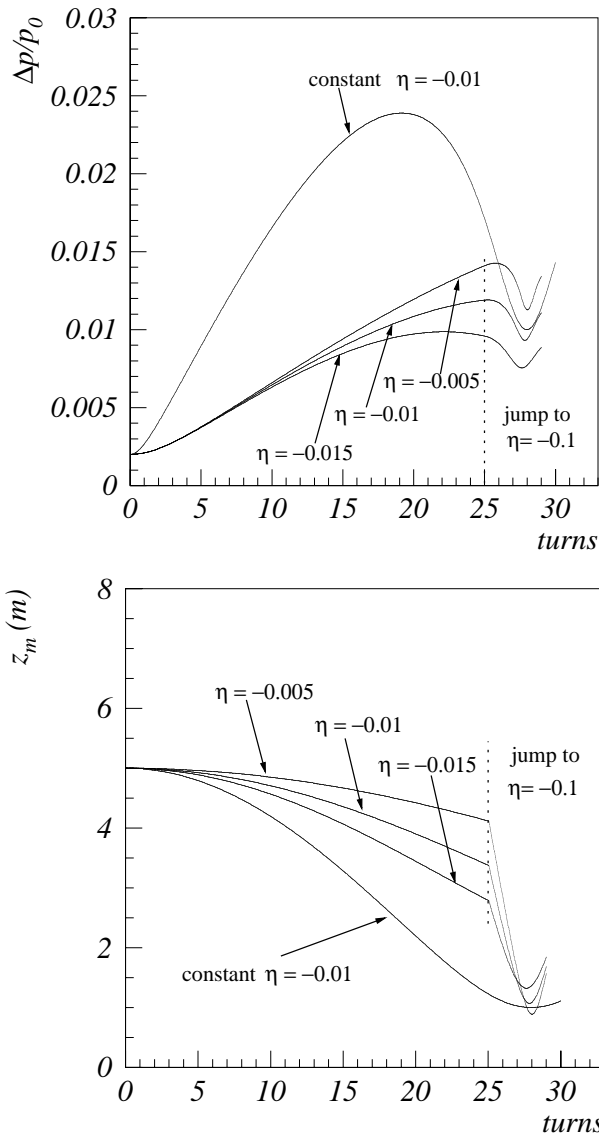 Δp/p₀
0.03
constant η = −0.01
0.025
0.02
0.015
0.01
η = −0.005
η = −0.01
jump to
0.005
η = −0.015
η= −0.1
0
0 5 10 15 20 25 30
turns
z_m (m)
8
6
η = −0.005
η = −0.01
jump to
η = −0.015
η= −0.1
4
2
constant η = −0.01
0
0 5 10 15 20 25 30
turns